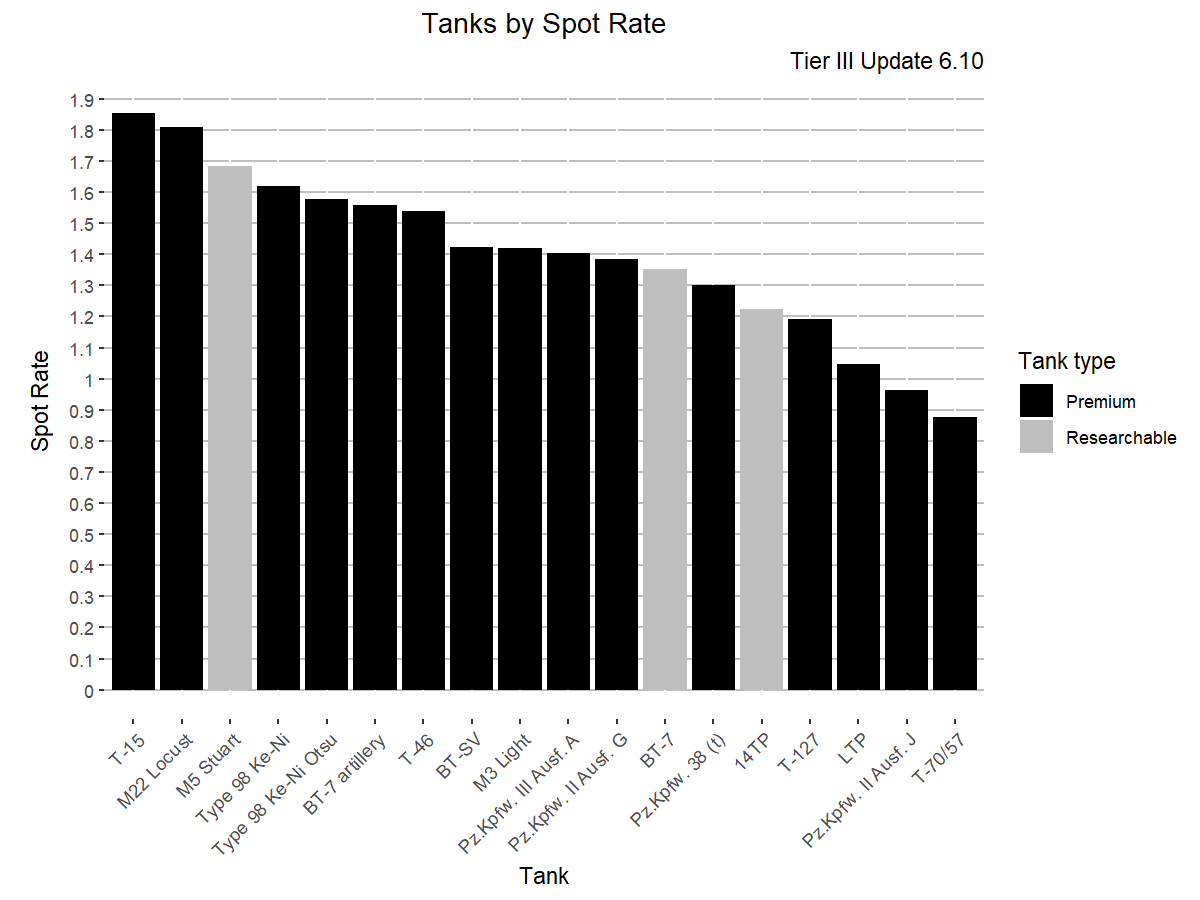 Tanks by Spot Rate
Tier III Update 6.10
1.9
1.8
1.7
1.6
1.5
1.4
1.3
1.2
1.1
1
0.9
0.8
0.7
0.6
0.5
0.4
0.3
0.2
0.1
0
Spot Rate
T-15
M22 Locust
M5 Stuart
Type 98 Ke-Ni
Type 98 Ke-Ni Otsu
BT-7 artillery
T-46
BT-SV
M3 Light
Pz.Kpfw. III Ausf. A
Pz.Kpfw. II Ausf. G
BT-7
Pz.Kpfw. 38 (t)
14TP
T-127
LTP
Pz.Kpfw. II Ausf. J
T-70/57
Tank
Tank type
Premium
Researchable